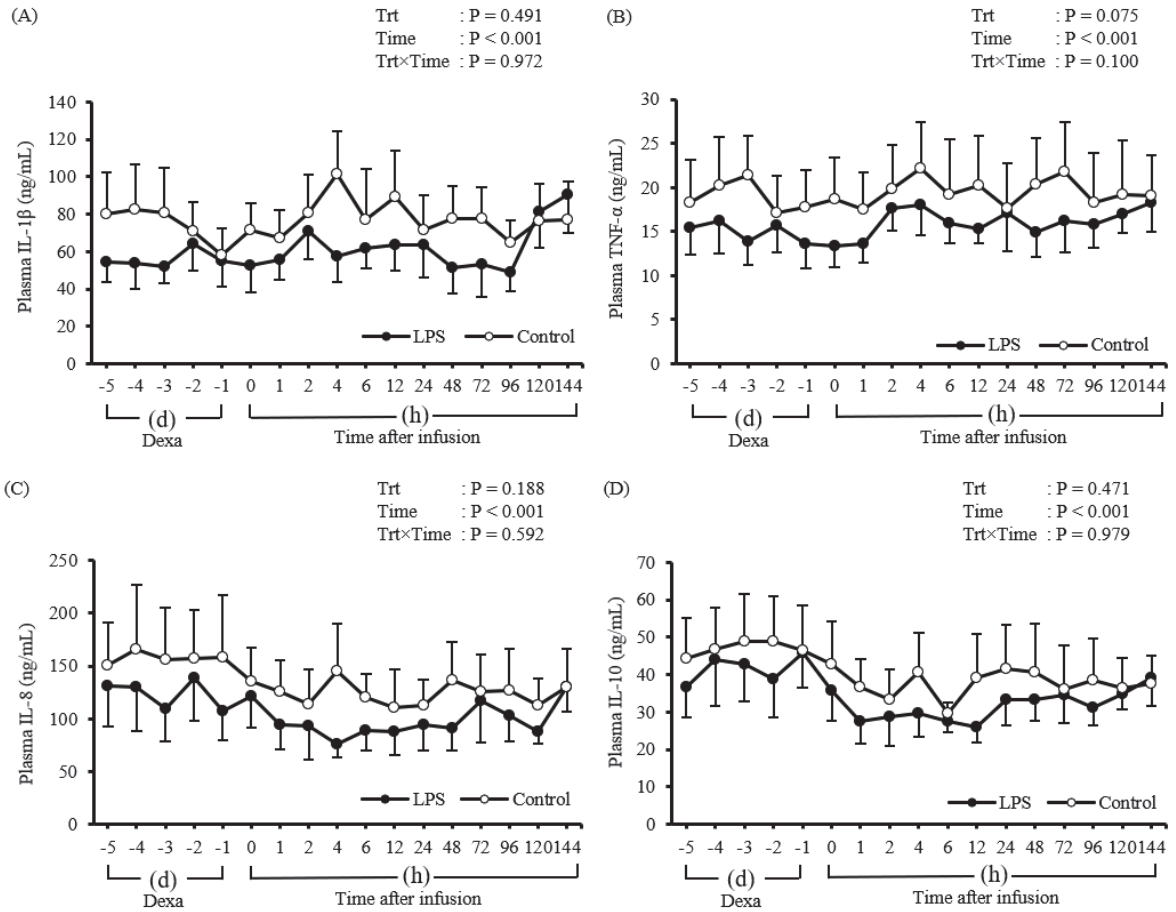 (A)
Trt : P = 0.491
Time : P < 0.001
Trt×Time : P = 0.972
Plasma IL-1β (ng/mL)
140
120
100
80
60
40
20
0
LPS Control
-5 -4 -3 -2 -1 0 1 2 4 6 12 24 48 72 96 120 144
(d) (h)
Dexa Time after infusion
(B)
Trt : P = 0.075
Time : P < 0.001
Trt×Time : P = 0.100
Plasma TNF-α (ng/mL)
30
25
20
15
10
5
0
LPS Control
-5 -4 -3 -2 -1 0 1 2 4 6 12 24 48 72 96 120 144
(d) (h)
Dexa Time after infusion
(C)
Trt : P = 0.188
Time : P < 0.001
Trt×Time : P = 0.592
Plasma IL-8 (ng/mL)
250
200
150
100
50
0
LPS Control
-5 -4 -3 -2 -1 0 1 2 4 6 12 24 48 72 96 120 144
(d) (h)
Dexa Time after infusion
(D)
Trt : P = 0.471
Time : P < 0.001
Trt×Time : P = 0.979
Plasma IL-10 (ng/mL)
70
60
50
40
30
20
10
0
LPS Control
-5 -4 -3 -2 -1 0 1 2 4 6 12 24 48 72 96 120 144
(d) (h)
Dexa Time after infusion